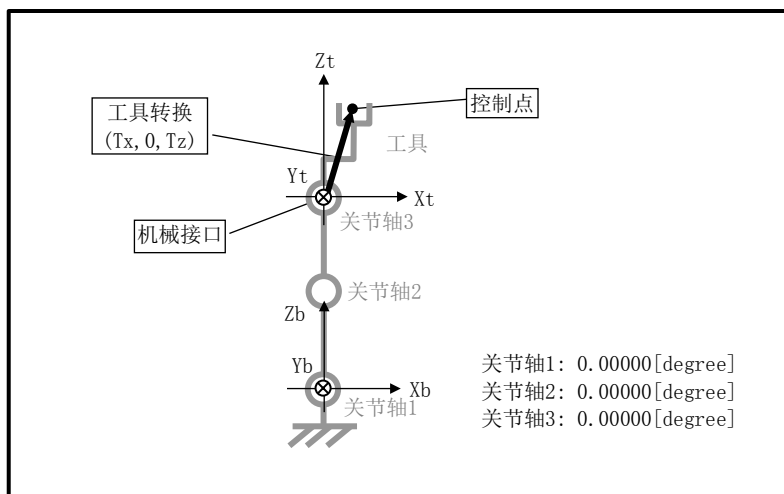 Zt
控制点
工具转换
(Tx,0,Tz)
工具
Yt
Xt
机械接口
关节轴3
关节轴2
Zb
Yb
Xb
关节轴1
关节轴1: 0.00000[degree]
关节轴2: 0.00000[degree]
关节轴3: 0.00000[degree]